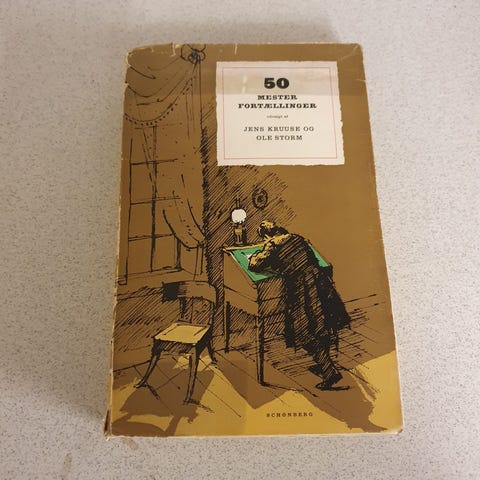 50
MESTER
FORTÆLLINGER
udvalgt af
JENS KRUUSE OG
OLE STORM
SCHØNBERG